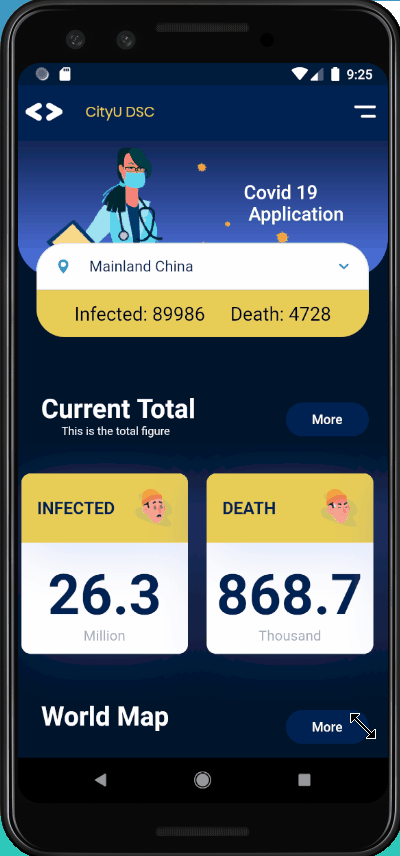 9:25
CityU DSC
Covid 19
Application
Mainland China
Infected: 89986 Death: 4728
Current Total
This is the total figure
More
INFECTED
DEATH
26.3
868.7
Million
Thousand
World Map
More